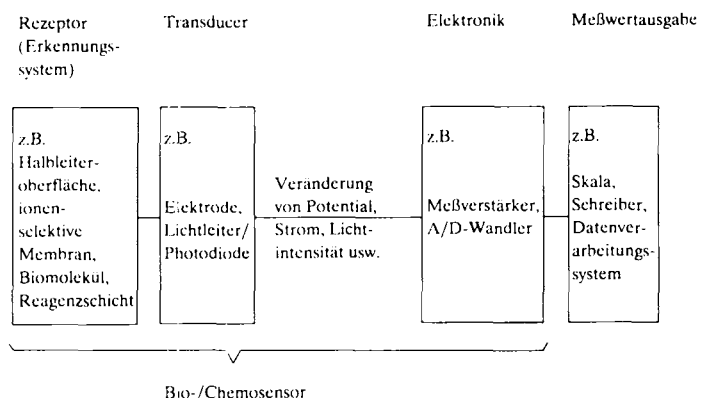 Rezeptor
(Erkennungs-
system)
Transducer
Elektronik
Meßwertausgabe
z.B.
Halbleiter-
oberfläche,
ionen-
selektive
Membran,
Biomolekül,
Reagenzschicht
z.B.
Elektrode,
Lichtleiter/
Photodiode
Veränderung
von Potential,
Strom, Licht-
intensität usw.
z.B.
Meßverstärker,
A/D-Wandler
z.B.
Skala,
Schreiber,
Datenver-
arbeitungs-
system
Bio-/Chemosensor